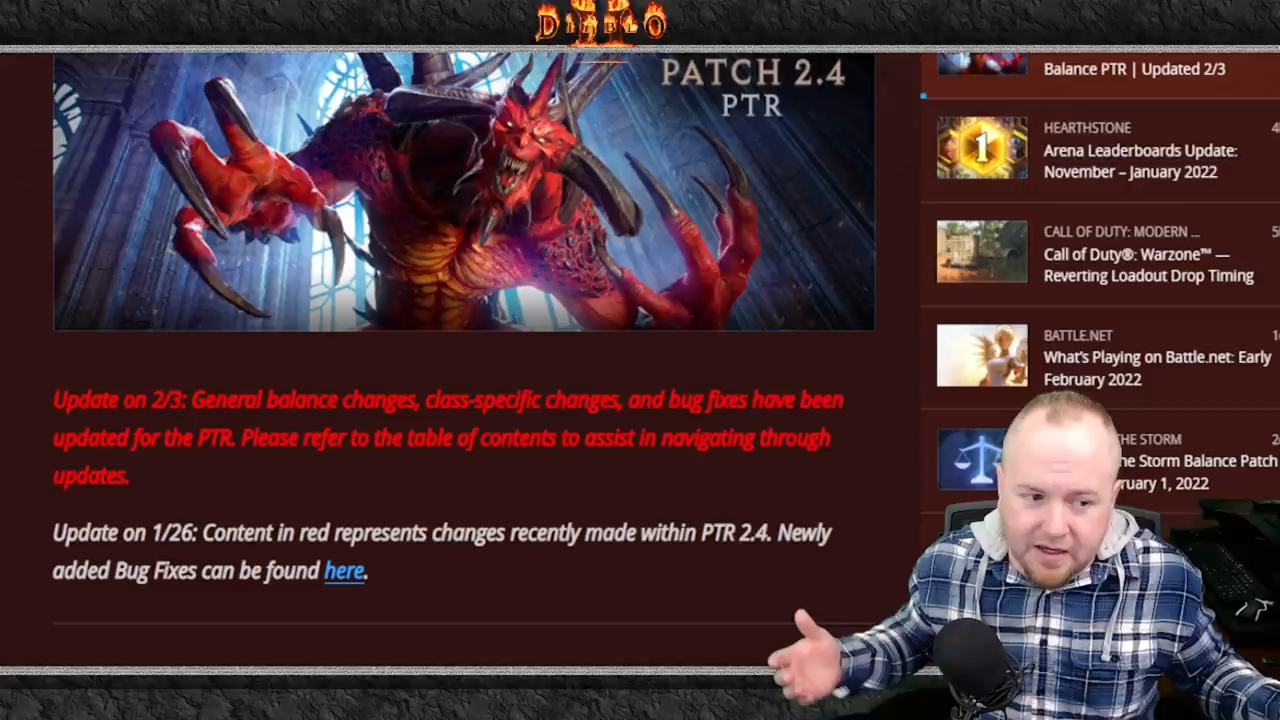 DIABLO
II
PATCH 2.4
PTR
Balance PTR | Updated 2/3
HEARTHSTONE
Arena Leaderboards Update:
November – January 2022
CALL OF DUTY: MODERN ...
Call of Duty®: Warzone™ —
Reverting Loadout Drop Timing
BATTLE.NET
What's Playing on Battle.net: Early
February 2022
THE STORM
Storm Balance Patch
2022
Update on 2/3: General balance changes, class-specific changes, and bug fixes have been
updated for the PTR. Please refer to the table of contents to assist in navigating through
updates.
Update on 1/26: Content in red represents changes recently made within PTR 2.4. Newly
added Bug Fixes can be found here.